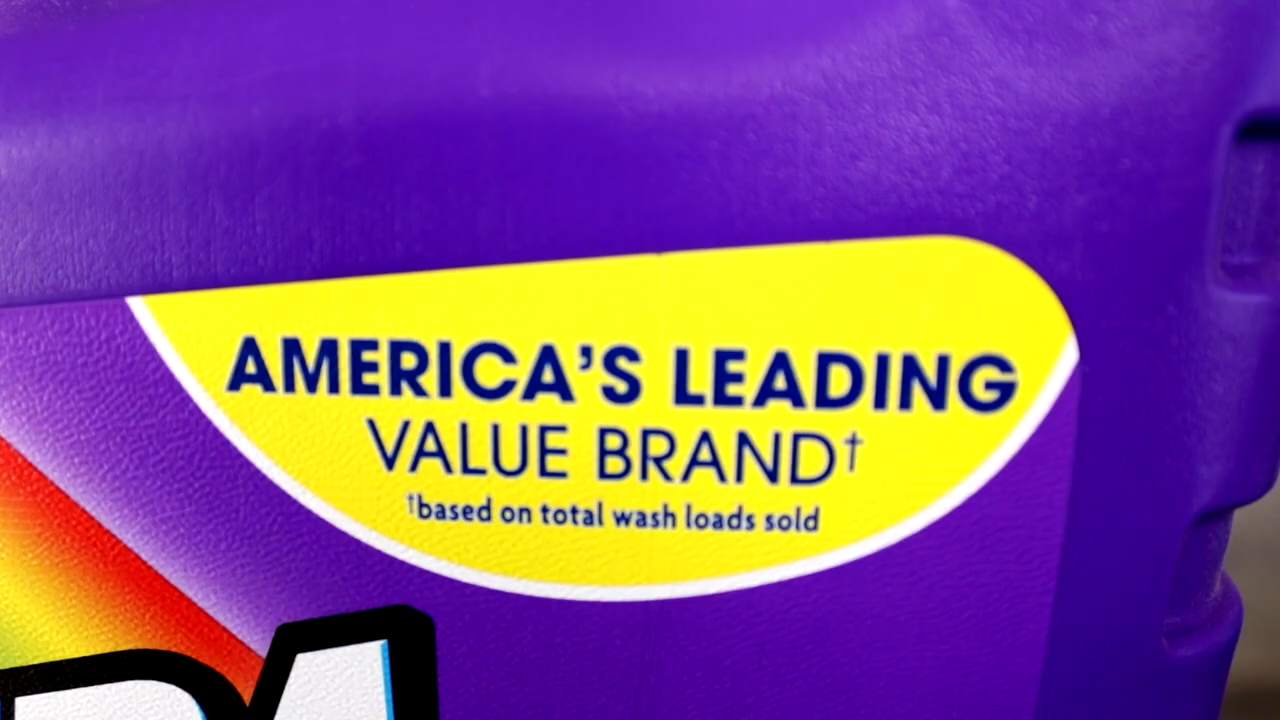 AMERICA'S LEADING
VALUE BRAND†
†based on total wash loads sold